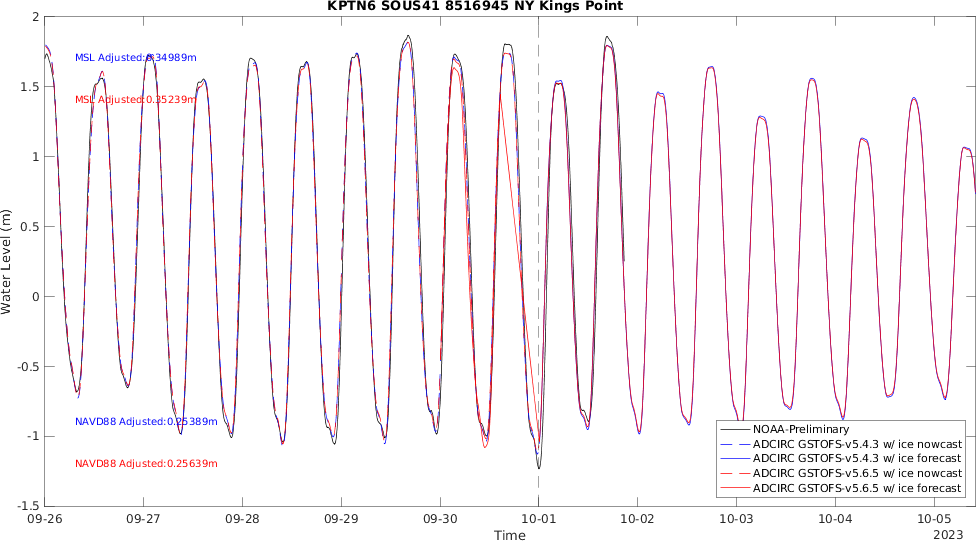 KPTN6 SOUS41 8516945 NY Kings Point
2
1.5
1
0.5
0
-0.5
-1
-1.5
Water Level (m)
MSL Adjusted:0.34989m
MSL Adjusted:0.35239m
NAVD88 Adjusted:0.25389m
NAVD88 Adjusted:0.25639m
NOAA-Preliminary
ADCIRC GSTOFS-v5.4.3 w/ ice nowcast
ADCIRC GSTOFS-v5.4.3 w/ ice forecast
ADCIRC GSTOFS-v5.6.5 w/ ice nowcast
ADCIRC GSTOFS-v5.6.5 w/ ice forecast
09-26 09-27 09-28 09-29 09-30 10-01 10-02 10-03 10-04 10-05
Time
2023